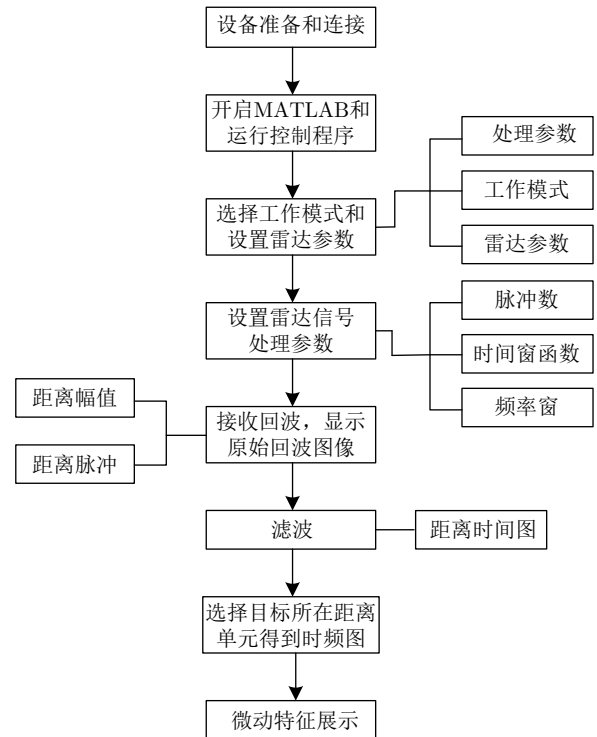 设备准备和连接
开启MATLAB和
运行控制程序
处理参数
工作模式
雷达参数
选择工作模式和
设置雷达参数
脉冲数
时间窗函数
频率窗
设置雷达信号
处理参数
距离幅值
距离脉冲
接收回波，显示
原始回波图像
滤波
距离时间图
选择目标所在距离
单元得到时频图
微动特征展示